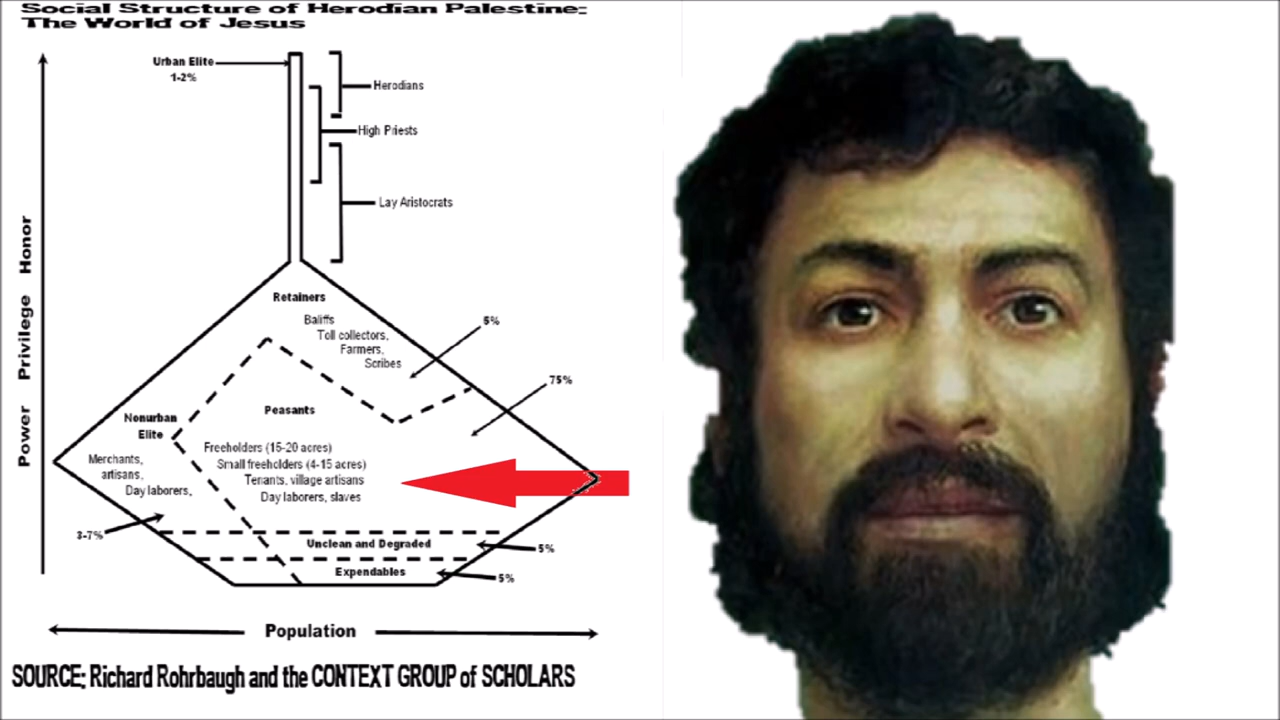 Social Structure of Herodian Palestine:
The World of Jesus
Urban Elite
1-2%
Herodians
High Priests
Lay Aristocrats
Power Privilege Honor
Retainers
Baliffs
Toll collectors,
Farmers,
Scribes
5%
75%
Nonurban
Elite
Merchants,
artisans,
Day laborers,
3-7%
Peasants
Freeholders (15-20 acres)
Small freeholders (4-15 acres)
Tenants, village artisans
Day laborers, slaves
Unclean and Degraded
5%
Expendables
5%
Population
SOURCE: Richard Rohrbaugh and the CONTEXT GROUP of SCHOLARS